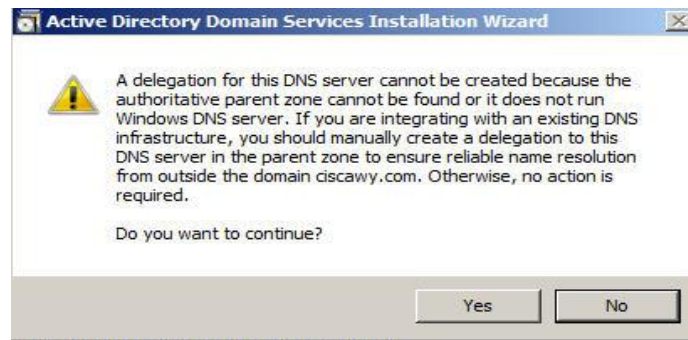 Active Directory Domain Services Installation Wizard
A delegation for this DNS server cannot be created because the
authoritative parent zone cannot be found or it does not run
Windows DNS server. If you are integrating with an existing DNS
infrastructure, you should manually create a delegation to this
DNS server in the parent zone to ensure reliable name resolution
from outside the domain ciscawy.com. Otherwise, no action is
required.
Do you want to continue?
Yes No